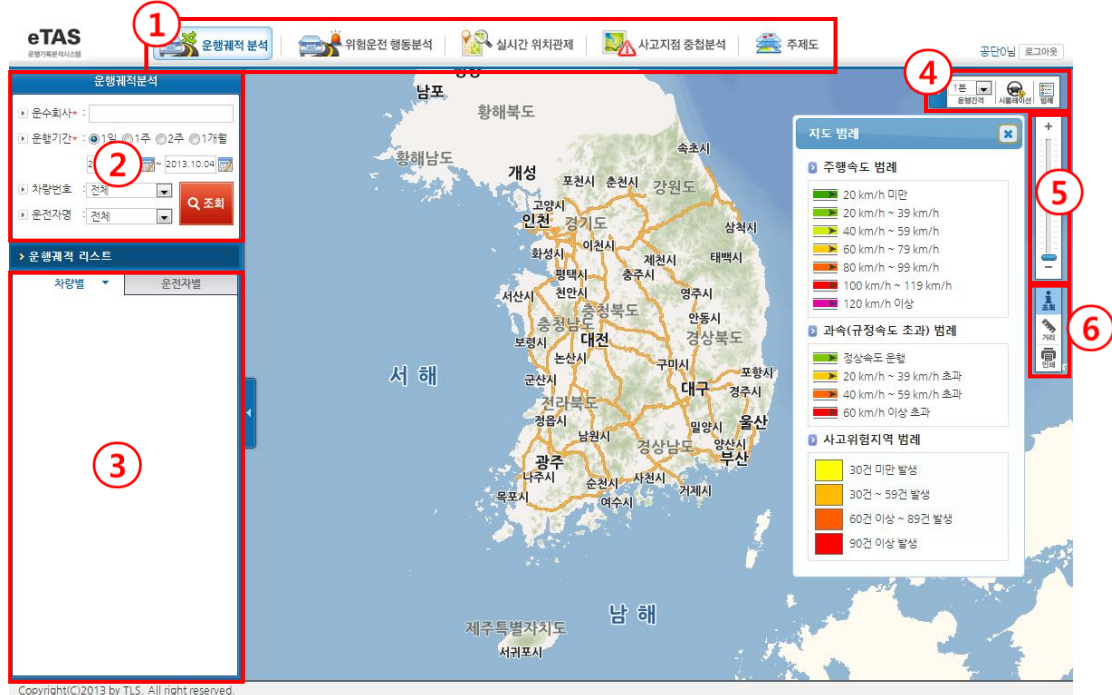 eTAS
운행기록분석시스템
①
운행궤적 분석
위험운전 행동분석
실시간 위치관제
사고지점 중첩분석
주제도
공단0님
로그아웃
운행궤적분석
운수회사* :
운행기간* : 1일 1주 2주 1개월
~ 2013.10.04
②
차량번호 : 전체
운전자명 : 전체
조회
운행궤적 리스트
차량별
운전자별
③
④
1분
운행간격
시뮬레이션
범례
⑤
+
−
⑥
조회
거리
인쇄
지도 범례
주행속도 범례
20 km/h 미만
20 km/h ~ 39 km/h
40 km/h ~ 59 km/h
60 km/h ~ 79 km/h
80 km/h ~ 99 km/h
100 km/h ~ 119 km/h
120 km/h 이상
과속(규정속도 초과) 범례
정상속도 운행
20 km/h ~ 39 km/h 초과
40 km/h ~ 59 km/h 초과
60 km/h 이상 초과
사고위험지역 범례
30건 미만 발생
30건 ~ 59건 발생
60건 이상 ~ 89건 발생
90건 이상 발생
남포
황해북도
황해남도
개성
속초시
포천시
춘천시
강원도
고양시
인천
경기도
삼척시
화성시
이천시
제천시
태백시
평택시
충주시
서산시
천안시
영주시
충청북도
안동시
충청남도
보령시
대전
경상북도
논산시
구미시
포항시
서 해
군산시
대구
경주시
전라북도
정읍시
밀양시
울산
남원시
경상남도
양산시
광주
부산
나주시
순천시
사천시
거제시
목포시
여수시
남 해
제주특별자치도
서귀포시
Copyright(C)2013 by TLS. All right reserved.